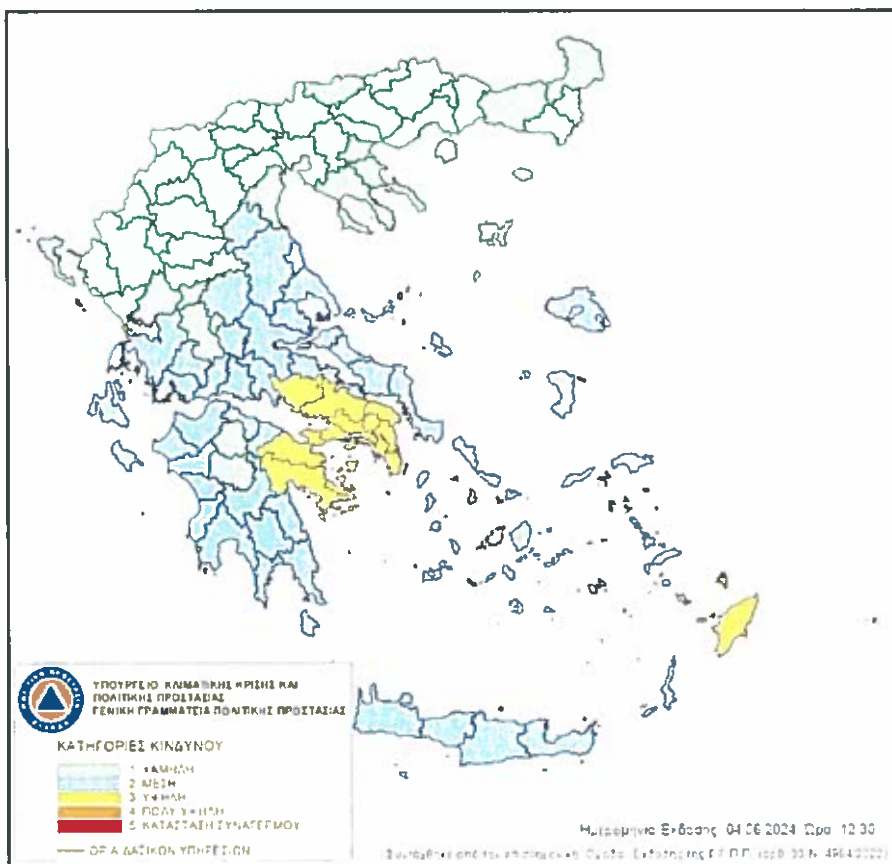 ΥΠΟΥΡΓΕΙΟ ΚΛΙΜΑΤΙΚΗΣ ΚΡΙΣΗΣ ΚΑΙ
ΠΟΛΙΤΙΚΗΣ ΠΡΟΣΤΑΣΙΑΣ
ΓΕΝΙΚΗ ΓΡΑΜΜΑΤΕΙΑ ΠΟΛΙΤΙΚΗΣ ΠΡΟΣΤΑΣΙΑΣ
ΚΑΤΗΓΟΡΙΕΣ ΚΙΝΔΥΝΟΥ
1. ΧΑΜΗΛΗ
2. ΜΕΣΗ
3. ΥΨΗΛΗ
4. ΠΟΛΥ ΥΨΗΛΗ
5. ΚΑΤΑΣΤΑΣΗ ΣΥΝΑΓΕΡΜΟΥ
ΟΡΙΑ ΔΑΣΙΚΩΝ ΥΠΗΡΕΣΙΩΝ
Ημερομηνία Έκδοσης: 04/06/2024 Ώρα: 12:30